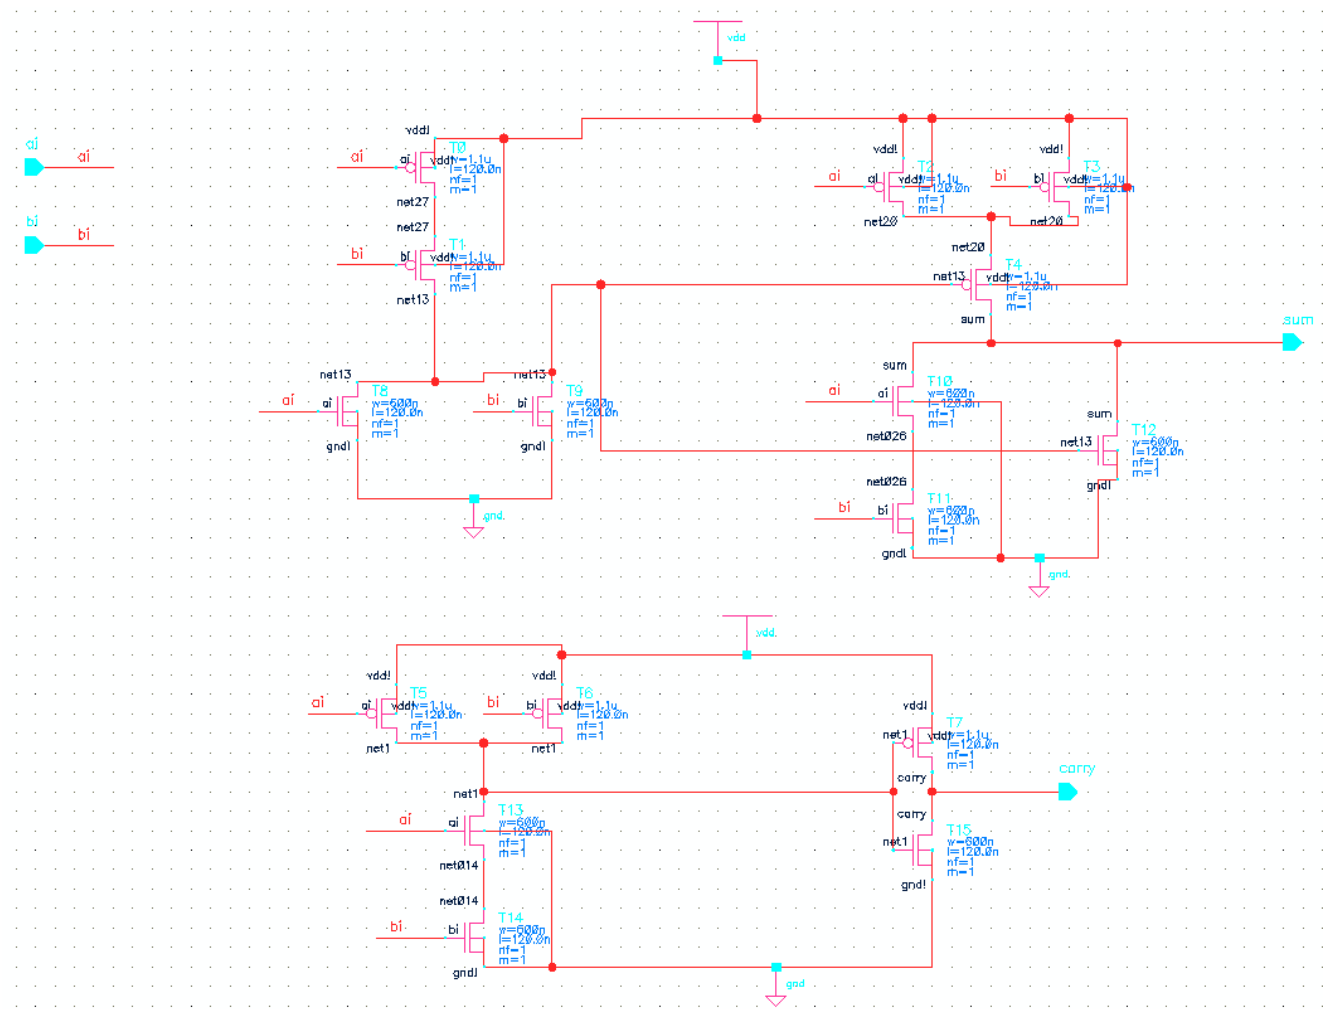 vdd
ai
ai
bi
bi
vdd!
ai
ai
vdd!
T0
w=1.1u
l=120.0n
nf=1
m=1
net27
net27
bi
bi
vdd!
T1
w=1.1u
l=120.0n
nf=1
m=1
net13
vdd!
ai
ai
vdd!
T2
w=1.1u
l=120.0n
nf=1
m=1
net20
vdd!
bi
bi
vdd!
T3
w=1.1u
l=120.0n
nf=1
m=1
net20
net20
net13
vdd!
T4
w=1.1u
l=120.0n
nf=1
m=1
sum
sum
net13
ai
ai
T8
w=600n
l=120.0n
nf=1
m=1
gnd!
net13
bi
bi
T9
w=600n
l=120.0n
nf=1
m=1
gnd!
gnd
sum
ai
ai
T10
w=600n
l=120.0n
nf=1
m=1
net026
net026
bi
bi
T11
w=600n
l=120.0n
nf=1
m=1
gnd!
sum
net13
T12
w=600n
l=120.0n
nf=1
m=1
gnd!
gnd
vdd
vdd!
ai
ai
vdd!
T5
w=1.1u
l=120.0n
nf=1
m=1
net1
vdd!
bi
bi
vdd!
T6
w=1.1u
l=120.0n
nf=1
m=1
net1
vdd!
net1
vdd!
T7
w=1.1u
l=120.0n
nf=1
m=1
carry
carry
net1
ai
ai
T13
w=600n
l=120.0n
nf=1
m=1
net014
carry
net1
T15
w=600n
l=120.0n
nf=1
m=1
gnd!
net014
bi
bi
T14
w=600n
l=120.0n
nf=1
m=1
gnd!
gnd